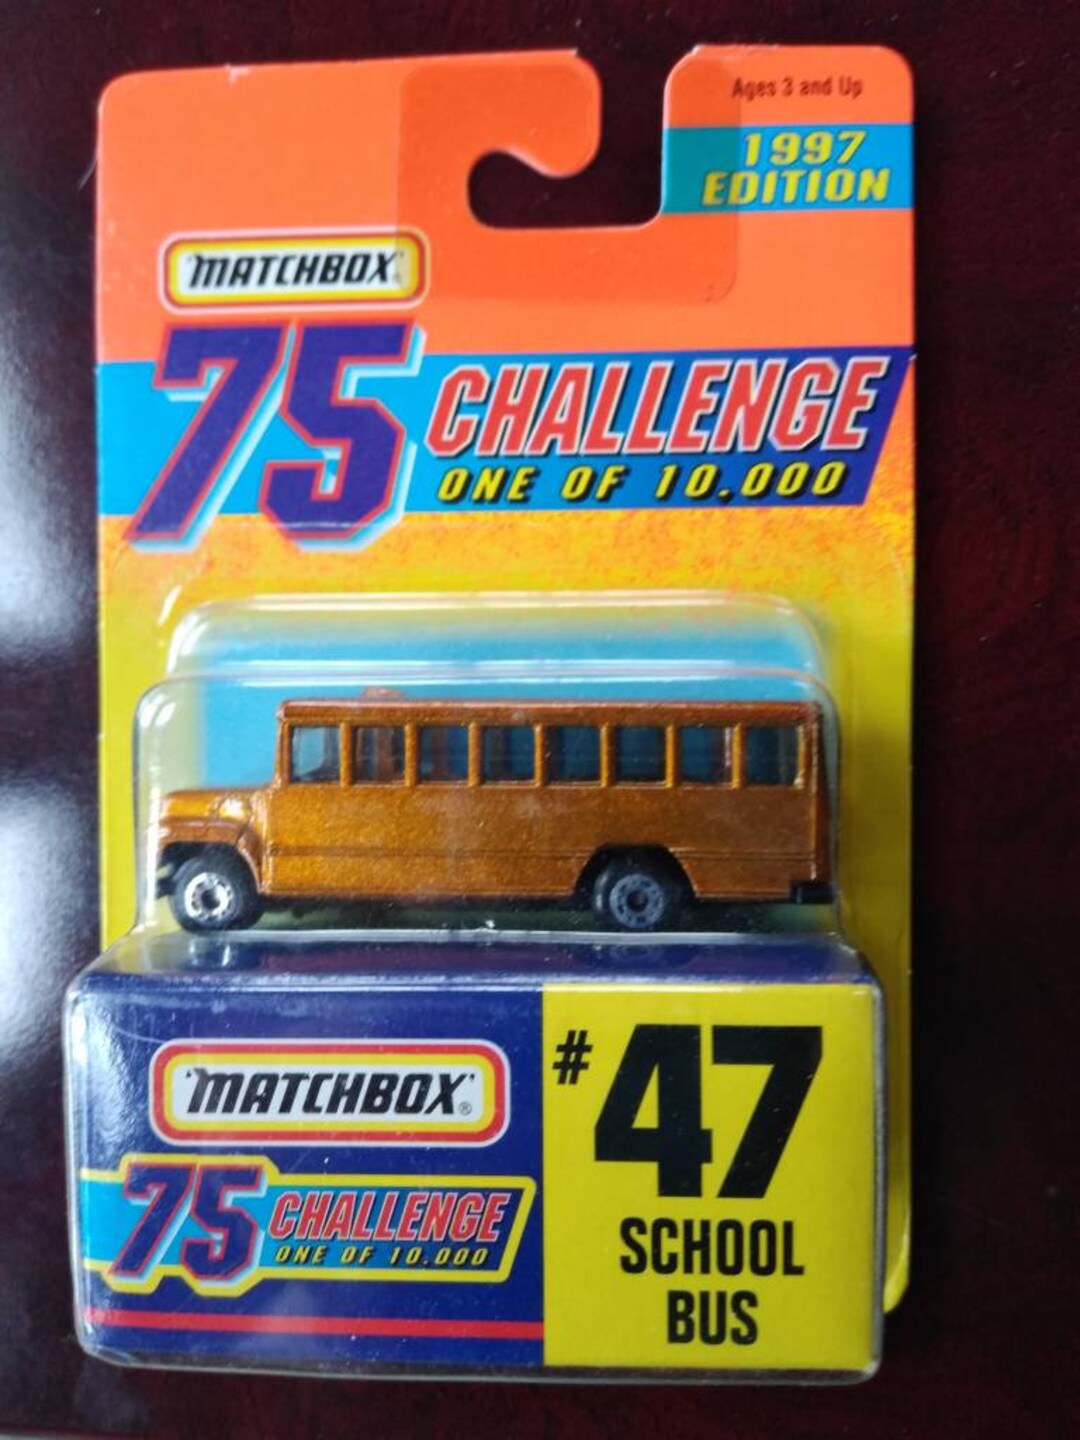 Ages 3 and Up
1997
EDITION
MATCHBOX
75 CHALLENGE
ONE OF 10,000
#47
SCHOOL
BUS
'MATCHBOX'®
75 CHALLENGE
ONE OF 10,000